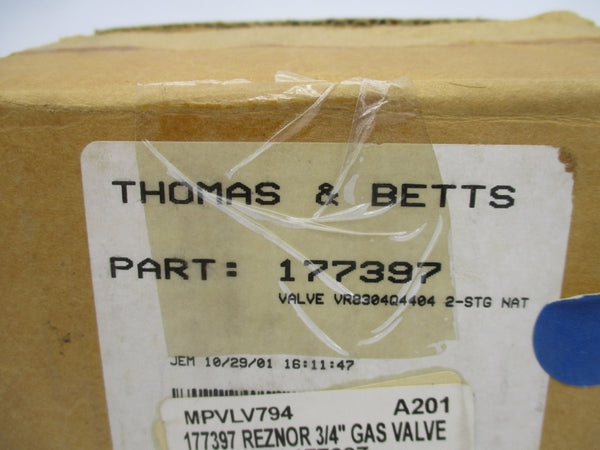 THOMAS & BETTS
PART: 177397
VALVE VR8304Q4404 2-STG NAT
JEM 10/29/01 16:11:47
MPVLV794 A201
177397 REZNOR 3/4" GAS VALVE